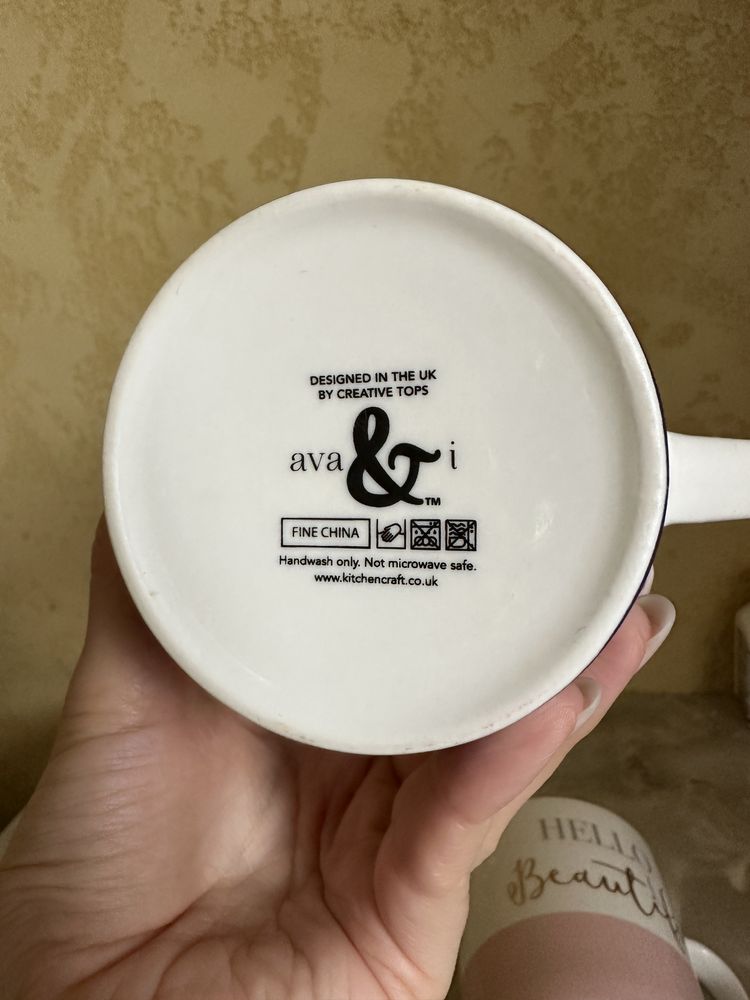 DESIGNED IN THE UK
BY CREATIVE TOPS
ava & i
TM
FINE CHINA
Handwash only. Not microwave safe.
www.kitchencraft.co.uk
HELLO